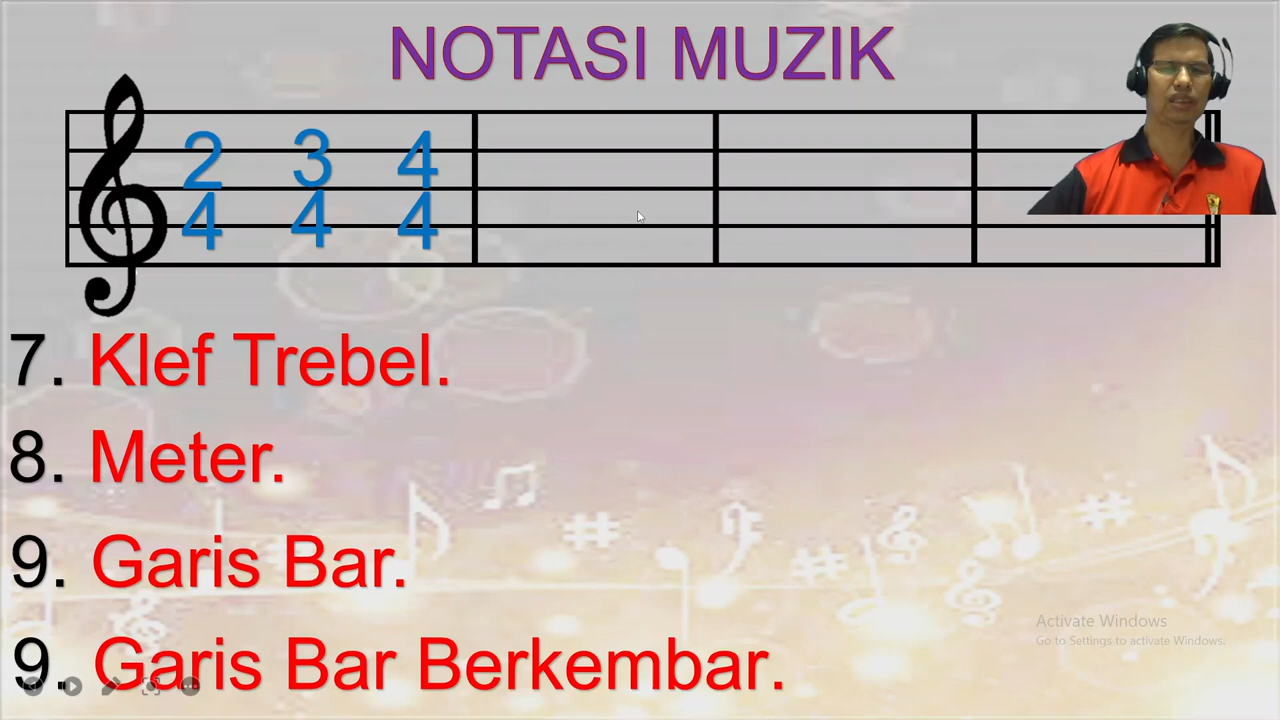 NOTASI MUZIK
2 3 4
4 4 4
7. Klef Trebel.
8. Meter.
9. Garis Bar.
Activate Windows
Go to Settings to activate Windows.
9. Garis Bar Berkembar.